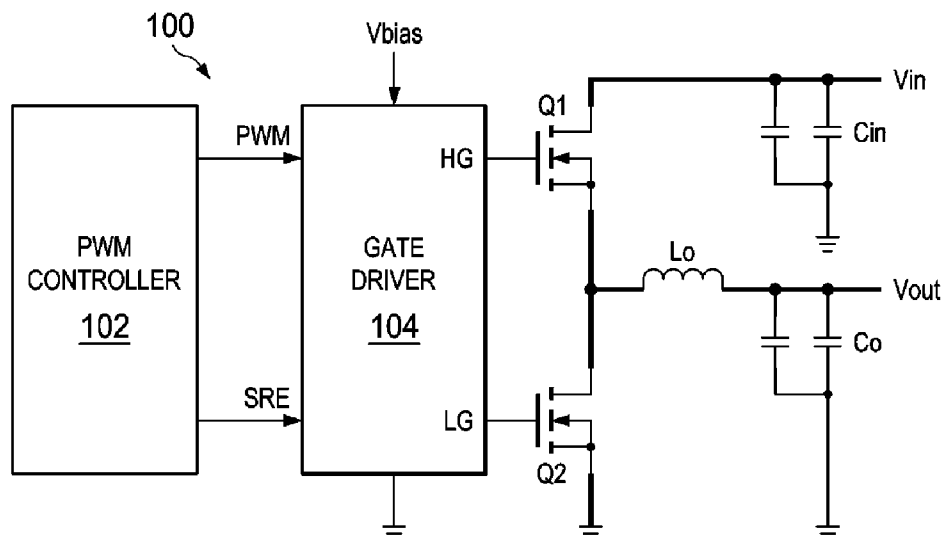 100
Vbias
Vin
Q1
PWM
HG
Cin
PWM
CONTROLLER
102
GATE
DRIVER
104
Lo
Vout
Co
SRE
LG
Q2